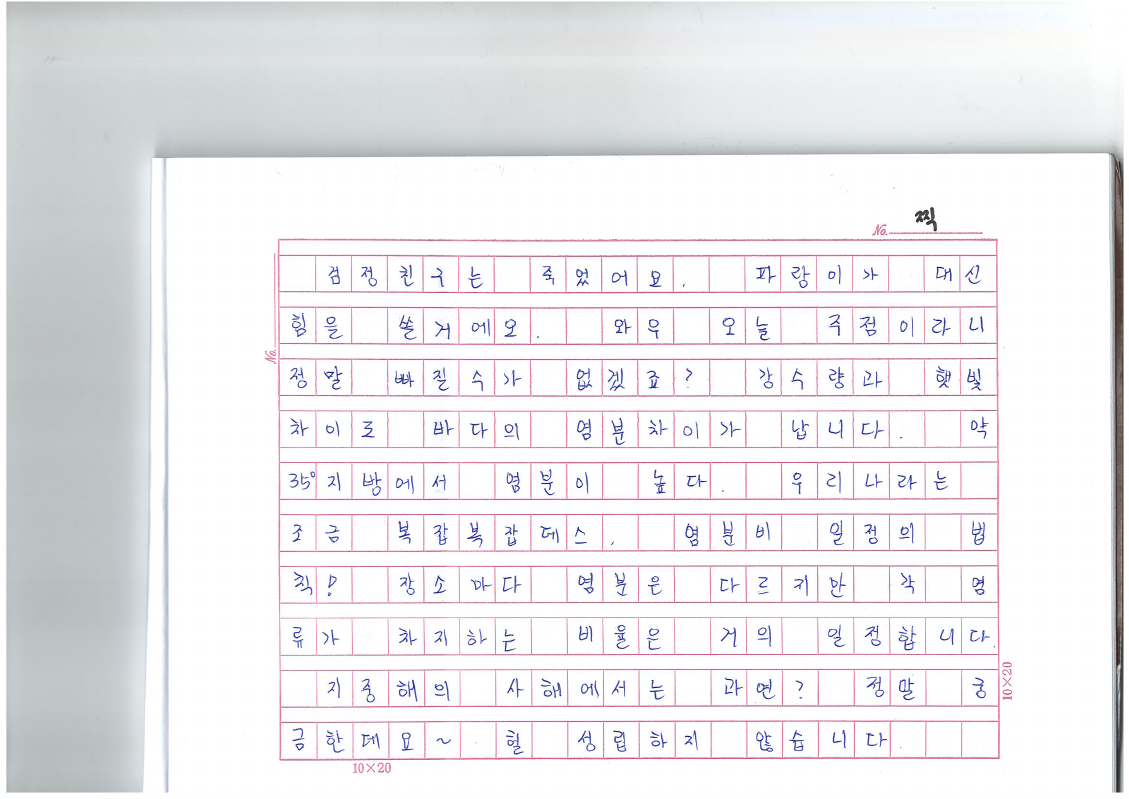 No. 찍
검정친구는 죽었어요. 파랑이가 대신
힘을 쓸거에오. 와우 오늘 주점이라니
No.
정말 빠질수가 없겠죠? 강수량과 햇빛
차이로 바다의 염분차이가 납니다. 약
35°지방에서 염분이 높다. 우리나라는
조금 복잡복잡데스. 염분비 일정의 법
칙! 장소마다 염분은 다르지만 각 염
류가 차지하는 비율은 거의 일정합니다.
지중해의 사해에서는 과연? 정말 궁
금한데요~ 헐 성립하지 않습니다.
10×20
10×20